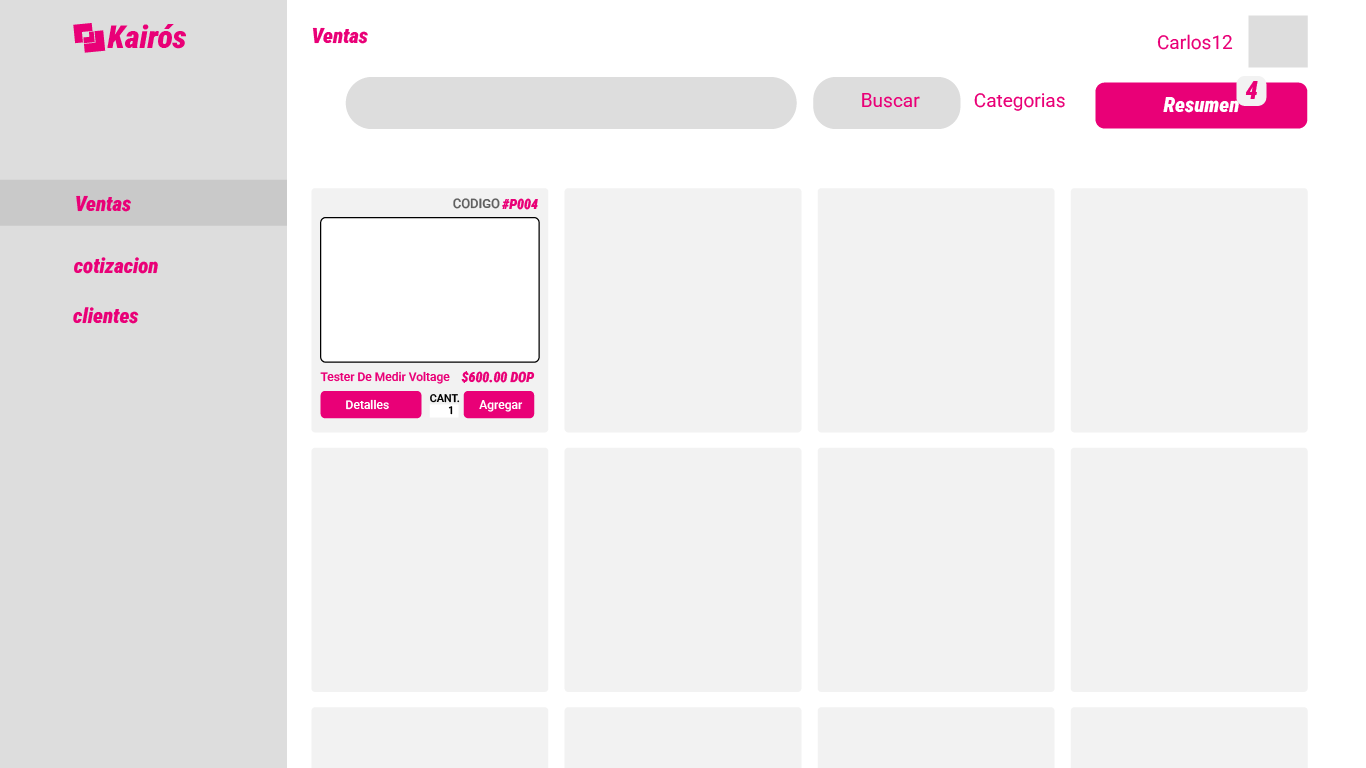 Kairós
Ventas
cotizacion
clientes
Ventas
Carlos12
Buscar
Categorias
Resumen
4
CODIGO #P004
Tester De Medir Voltage $600.00 DOP
Detalles
CANT.
1
Agregar